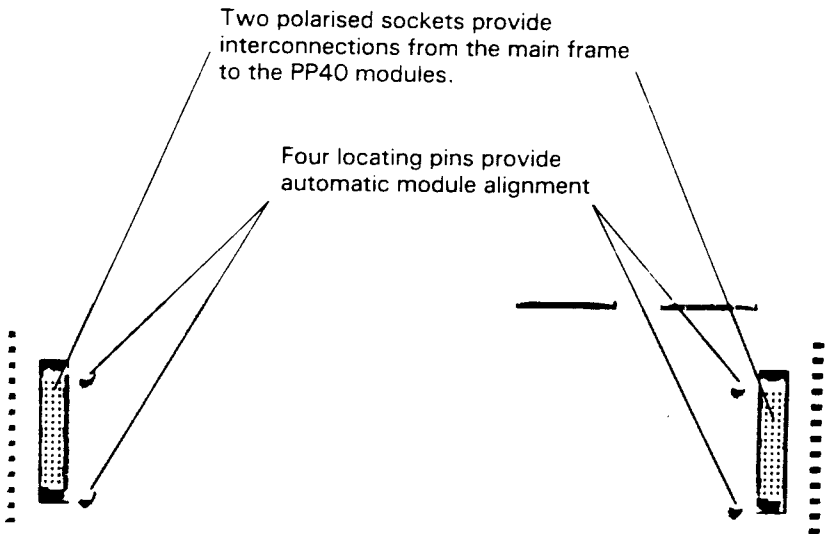 Two polarised sockets provide
interconnections from the main frame
to the PP40 modules.
Four locating pins provide
automatic module alignment